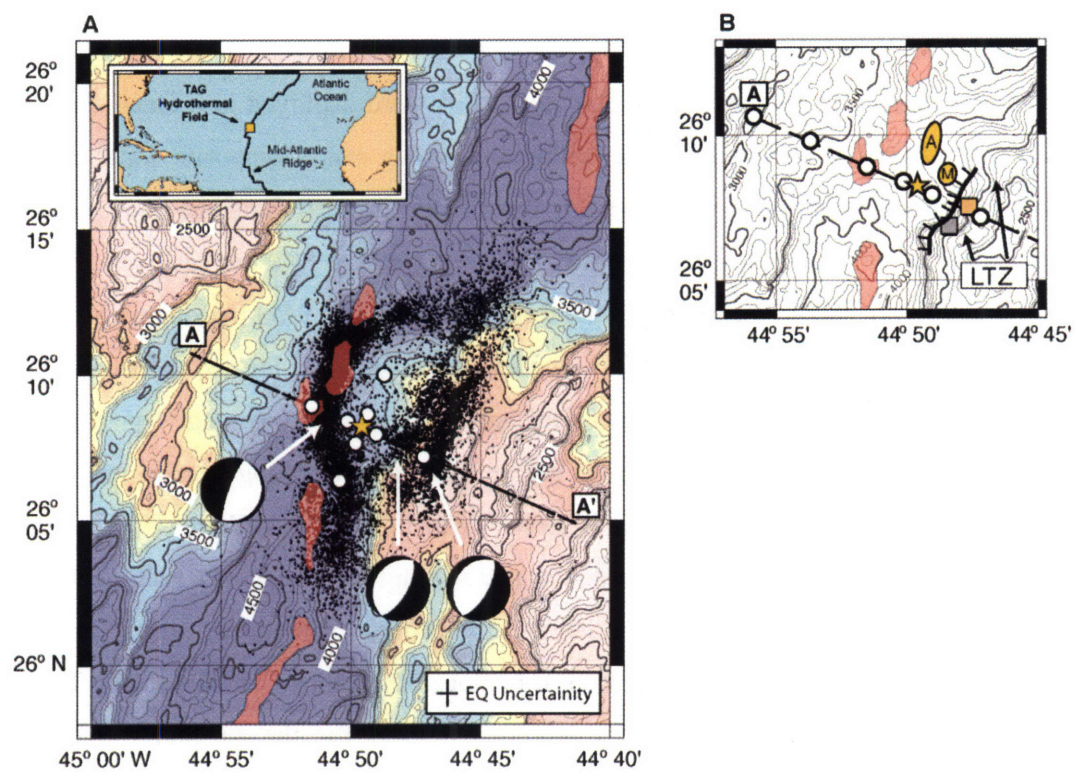 A
B
26°
20'
26°
15'
26°
10'
26°
05'
26° N
45° 00' W
44° 55'
44° 50'
44° 45'
44° 40'
TAG
Hydrothermal
Field
Atlantic
Ocean
Mid-Atlantic
Ridge
4000
2500
3000
3500
A
2500
3000
A'
3500
4500
4000
EQ Uncertainity
26°
10'
26°
05'
A
3500
A
M
3000
2500
4000
LTZ
44° 55'
44° 50'
44° 45'